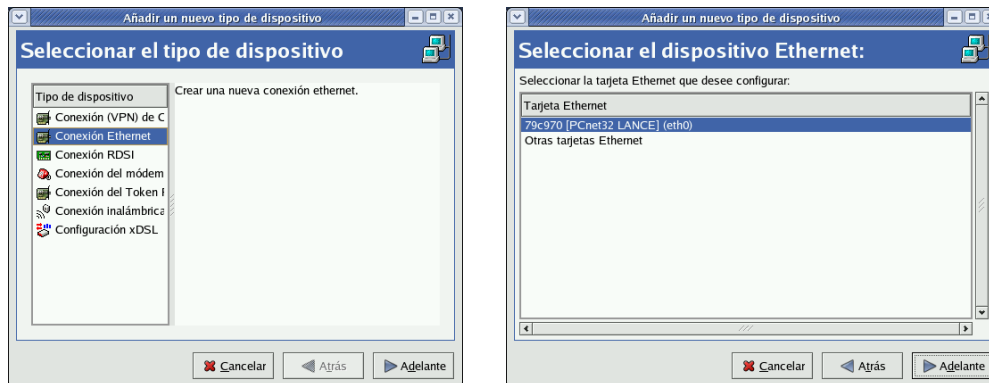 Añadir un nuevo tipo de dispositivo
Seleccionar el tipo de dispositivo
Tipo de dispositivo
Conexión (VPN) de C
Conexión Ethernet
Conexión RDSI
Conexión del módem
Conexión del Token
Conexión inalámbrica
Configuración xDSL
Crear una nueva conexión ethernet.
Cancelar
Atrás
Adelante
Añadir un nuevo tipo de dispositivo
Seleccionar el dispositivo Ethernet:
Seleccionar la tarjeta Ethernet que desee configurar:
Tarjeta Ethernet
79c970 [PCnet32 LANCE] (eth0)
Otras tarjetas Ethernet
Cancelar
Atrás
Adelante